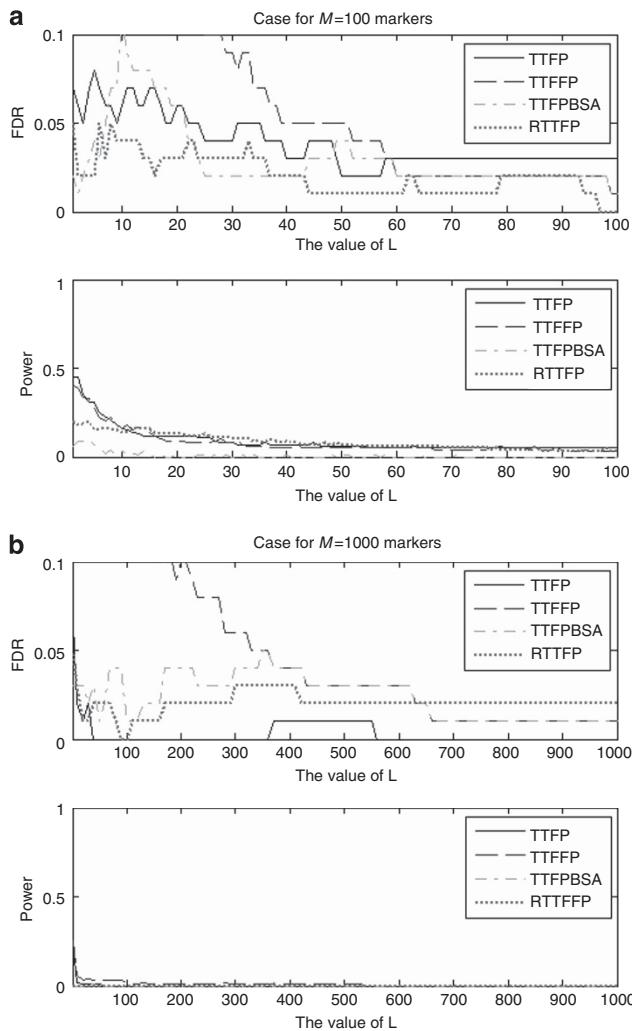 a
Case for M=100 markers
0.1
0.05
0
FDR
TTFP
TTFFP
TTFPBSA
RTTFP
10 20 30 40 50 60 70 80 90 100
The value of L
1
0.5
0
Power
TTFP
TTFFP
TTFPBSA
RTTFP
10 20 30 40 50 60 70 80 90 100
The value of L
b
Case for M=1000 markers
0.1
0.05
0
FDR
TTFP
TTFFP
TTFPBSA
RTTFP
100 200 300 400 500 600 700 800 900 1000
The value of L
1
0.5
0
Power
TTFP
TTFFP
TTFPBSA
RTTFFP
100 200 300 400 500 600 700 800 900 1000
The value of L